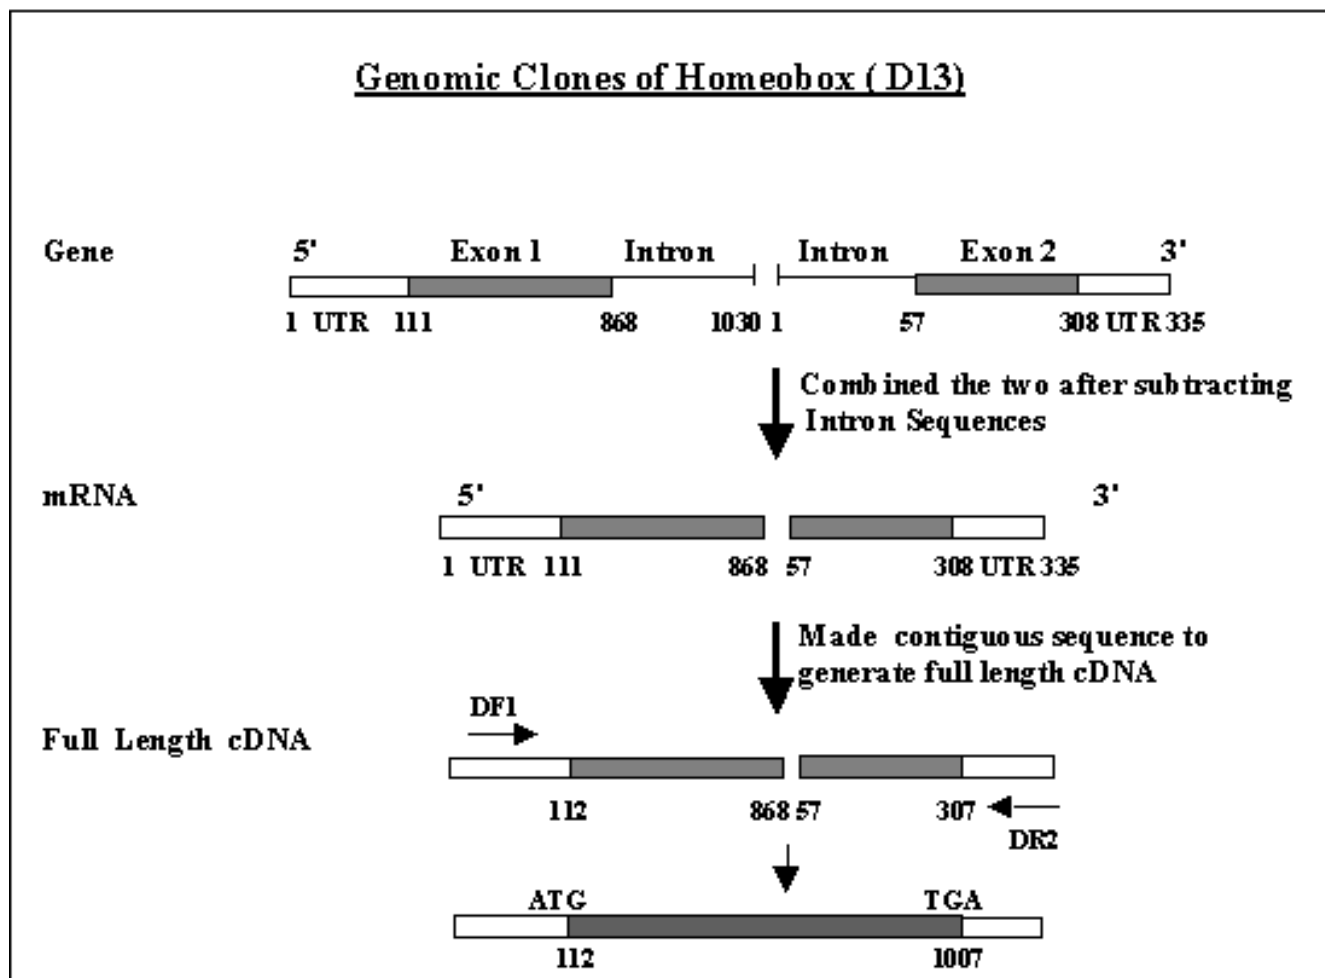 Genomic Clones of Homeobox ( D13)
Gene 5' Exon 1 Intron Intron Exon 2 3'
1 UTR 111 868 1030 1 57 308 UTR 335
Combined the two after subtracting
Intron Sequences
mRNA 5' 3'
1 UTR 111 868 57 308 UTR 335
Made contiguous sequence to
generate full length cDNA
DF1
Full Length cDNA
112 868 57 307
DR2
ATG TGA
112 1007